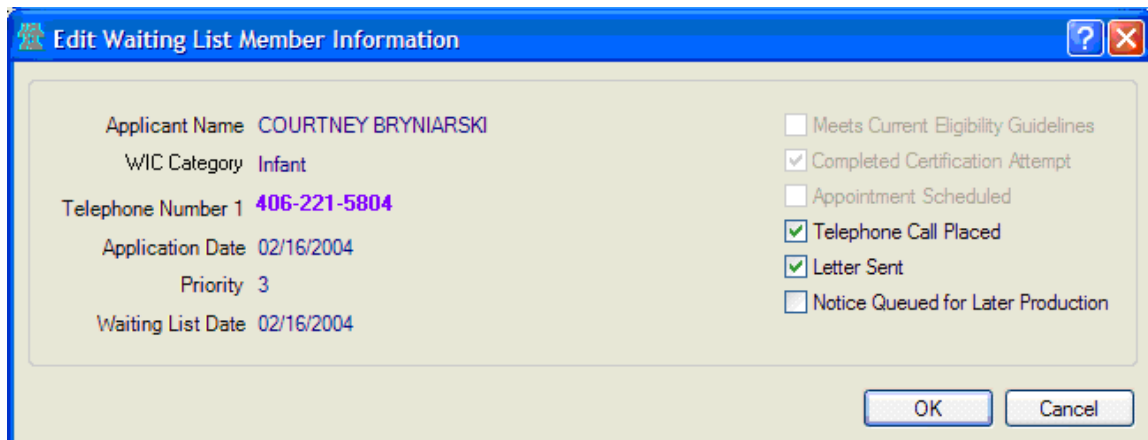 Edit Waiting List Member Information
Applicant Name COURTNEY BRYNIARSKI
WIC Category Infant
Telephone Number 1 406-221-5804
Application Date 02/16/2004
Priority 3
Waiting List Date 02/16/2004
Meets Current Eligibility Guidelines
Completed Certification Attempt
Appointment Scheduled
Telephone Call Placed
Letter Sent
Notice Queued for Later Production
OK Cancel